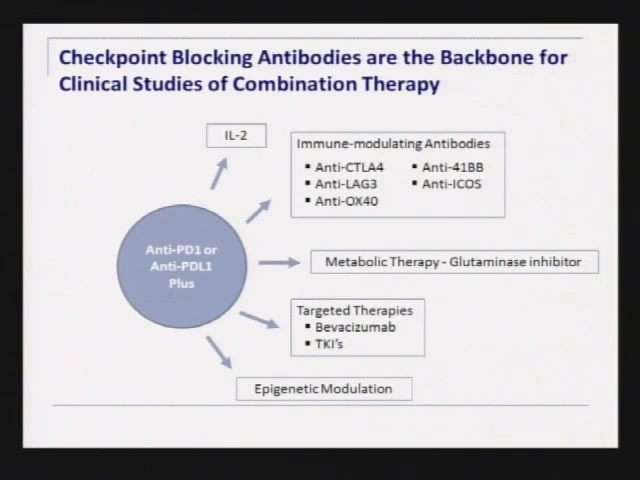 Checkpoint Blocking Antibodies are the Backbone for
Clinical Studies of Combination Therapy
IL-2
Immune-modulating Antibodies
▪ Anti-CTLA4 ▪ Anti-41BB
▪ Anti-LAG3 ▪ Anti-ICOS
▪ Anti-OX40
Anti-PD1 or
Anti-PDL1
Plus
Metabolic Therapy - Glutaminase inhibitor
Targeted Therapies
▪ Bevacizumab
▪ TKI's
Epigenetic Modulation